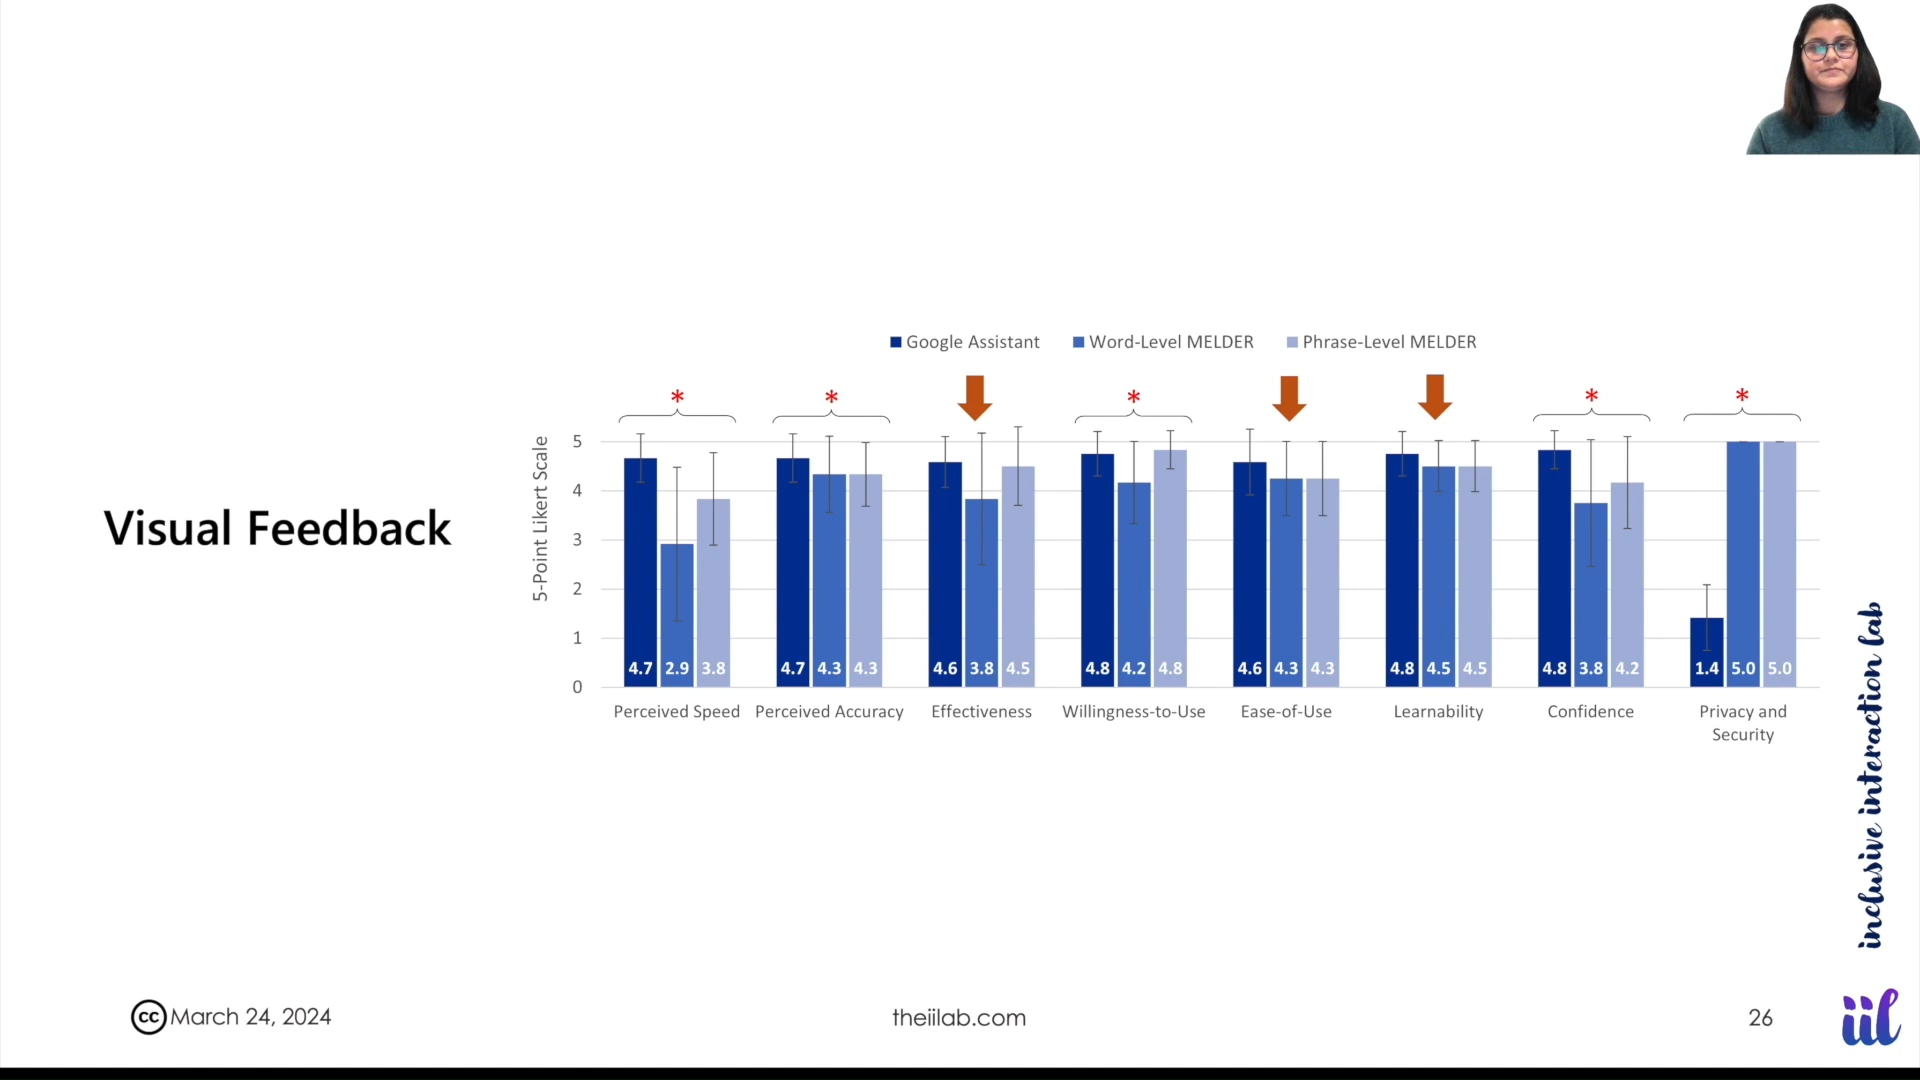 Google Assistant Word-Level MELDER Phrase-Level MELDER
* * * * *
Visual Feedback
5-Point Likert Scale
5
4
3
2
1
0
4.7 2.9 3.8 4.7 4.3 4.3 4.6 3.8 4.5 4.8 4.2 4.8 4.6 4.3 4.3 4.8 4.5 4.5 4.8 3.8 4.2 1.4 5.0 5.0
Perceived Speed Perceived Accuracy Effectiveness Willingness-to-Use Ease-of-Use Learnability Confidence Privacy and
Security
inclusive interaction lab
cc March 24, 2024 theiilab.com 26
iil